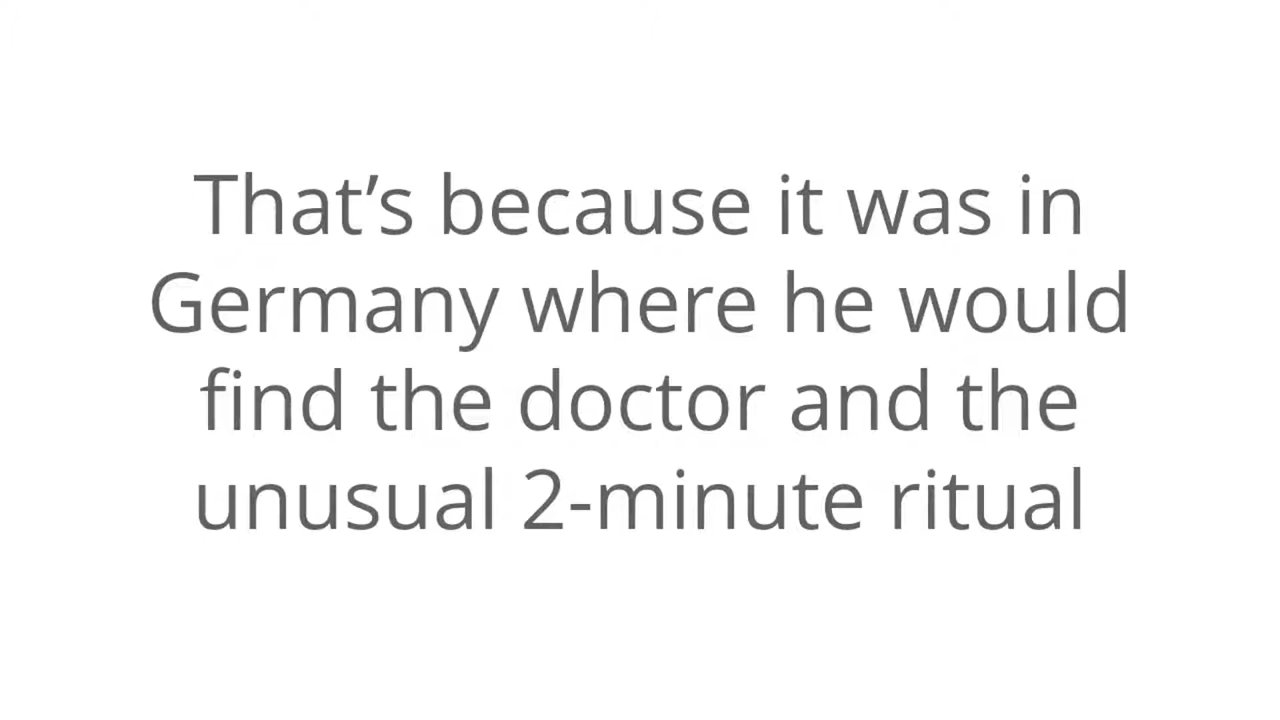 That’s because it was in
Germany where he would
find the doctor and the
unusual 2-minute ritual